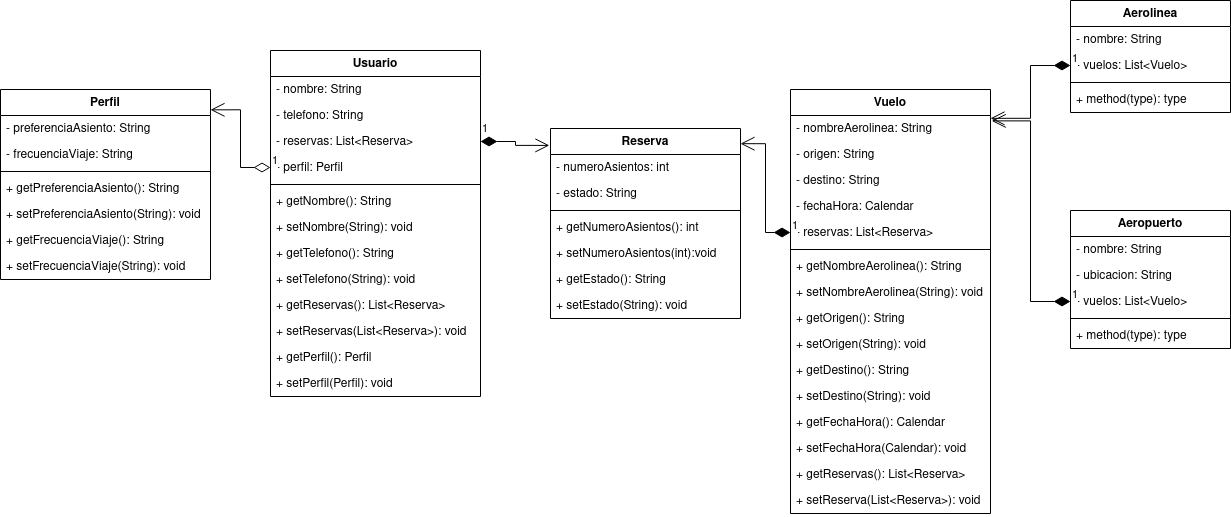 Perfil
- preferenciaAsiento: String
- frecuenciaViaje: String
+ getPreferenciaAsiento(): String
+ setPreferenciaAsiento(String): void
+ getFrecuenciaViaje(): String
+ setFrecuenciaViaje(String): void
Usuario
- nombre: String
- telefono: String
- reservas: List<Reserva>
1
- perfil: Perfil
1
+ getNombre(): String
+ setNombre(String): void
+ getTelefono(): String
+ setTelefono(String): void
+ getReservas(): List<Reserva>
+ setReservas(List<Reserva>): void
+ getPerfil(): Perfil
+ setPerfil(Perfil): void
Reserva
- numeroAsientos: int
- estado: String
+ getNumeroAsientos(): int
+ setNumeroAsientos(int):void
+ getEstado(): String
+ setEstado(String): void
Vuelo
- nombreAerolinea: String
- origen: String
- destino: String
- fechaHora: Calendar
1
- reservas: List<Reserva>
+ getNombreAerolinea(): String
+ setNombreAerolinea(String): void
+ getOrigen(): String
+ setOrigen(String): void
+ getDestino(): String
+ setDestino(String): void
+ getFechaHora(): Calendar
+ setFechaHora(Calendar): void
+ getReservas(): List<Reserva>
+ setReserva(List<Reserva>): void
Aerolinea
- nombre: String
1
- vuelos: List<Vuelo>
+ method(type): type
Aeropuerto
- nombre: String
- ubicacion: String
1
- vuelos: List<Vuelo>
+ method(type): type